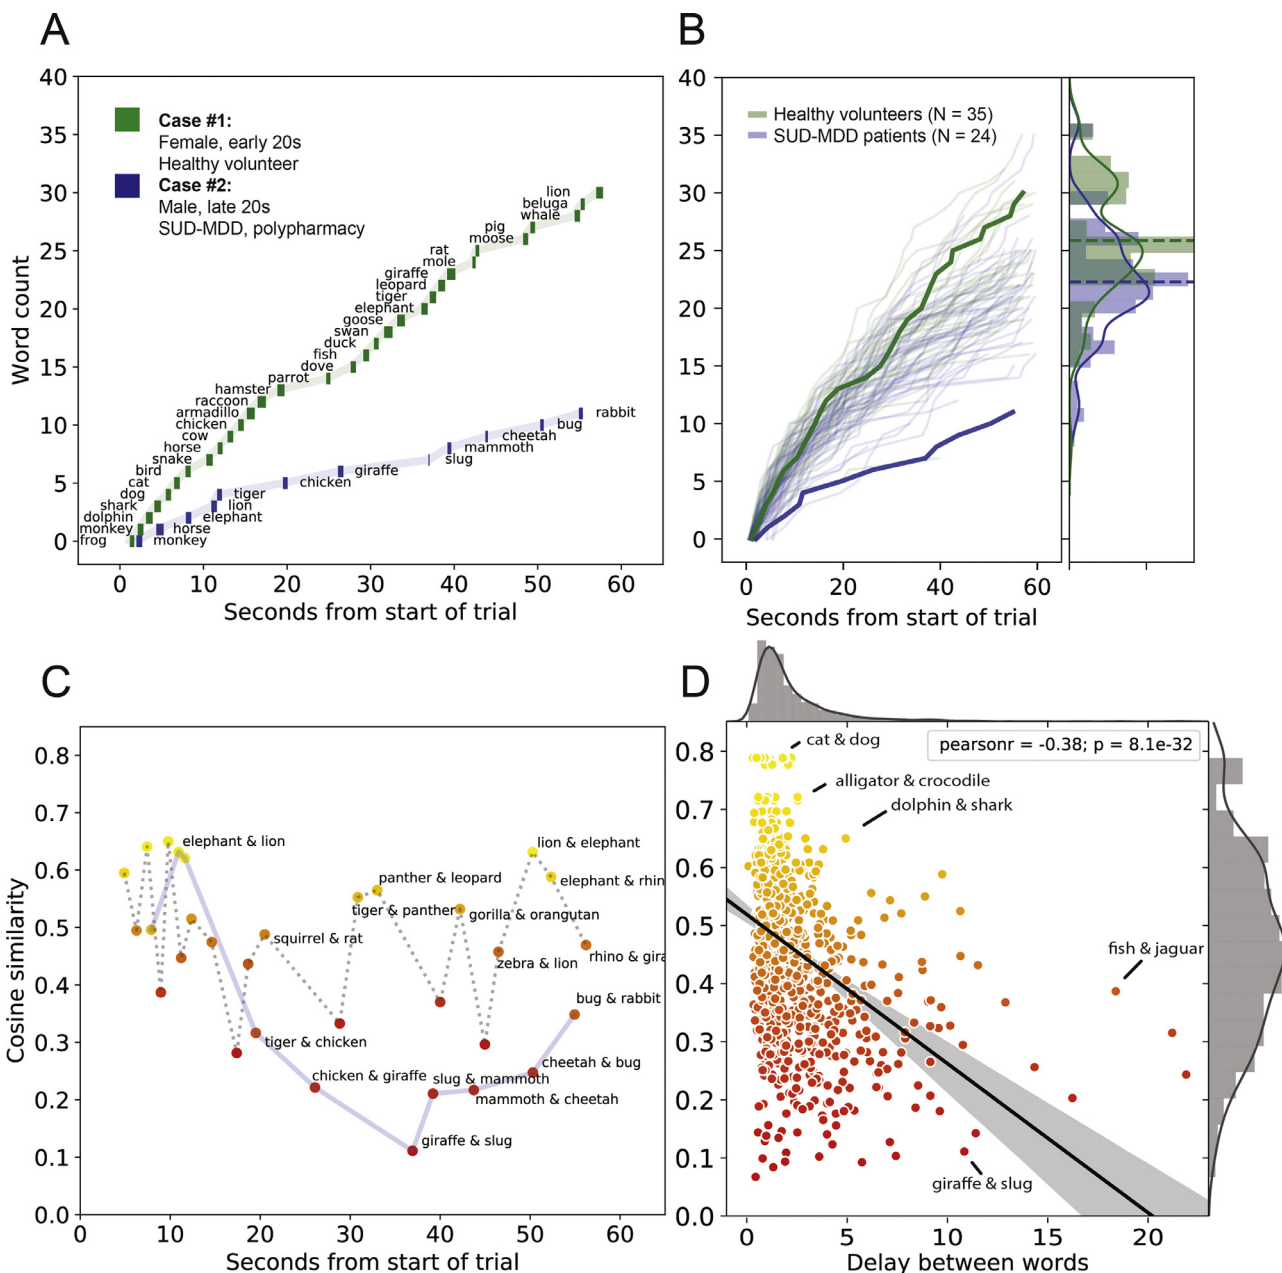 A
40
35
30
25
20
15
10
5
0
Word count
Case #1:
Female, early 20s
Healthy volunteer
Case #2:
Male, late 20s
SUD-MDD, polypharmacy
lion
beluga
whale
pig
moose
rat
mole
giraffe
leopard
tiger
elephant
goose
swan
duck
fish
dove
parrot
hamster
raccoon
armadillo
chicken
cow
horse
snake
bird
cat
dog
shark
dolphin
monkey
frog
rabbit
bug
cheetah
mammoth
slug
giraffe
chicken
tiger
lion
elephant
horse
monkey
0 10 20 30 40 50 60
Seconds from start of trial
B
40
35
30
25
20
15
10
5
0
Healthy volunteers (N = 35)
SUD-MDD patients (N = 24)
0 20 40 60
Seconds from start of trial
C
0.8
0.7
0.6
0.5
0.4
0.3
0.2
0.1
0.0
Cosine similarity
elephant & lion
lion & elephant
panther & leopard
elephant & rhin
tiger & panther
gorilla & orangutan
squirrel & rat
zebra & lion
rhino & gira
bug & rabbit
tiger & chicken
cheetah & bug
chicken & giraffe
slug & mammoth
mammoth & cheetah
giraffe & slug
0 10 20 30 40 50 60
Seconds from start of trial
D
0.8
0.7
0.6
0.5
0.4
0.3
0.2
0.1
0.0
pearsonr = -0.38; p = 8.1e-32
cat & dog
alligator & crocodile
dolphin & shark
fish & jaguar
giraffe & slug
0 5 10 15 20
Delay between words